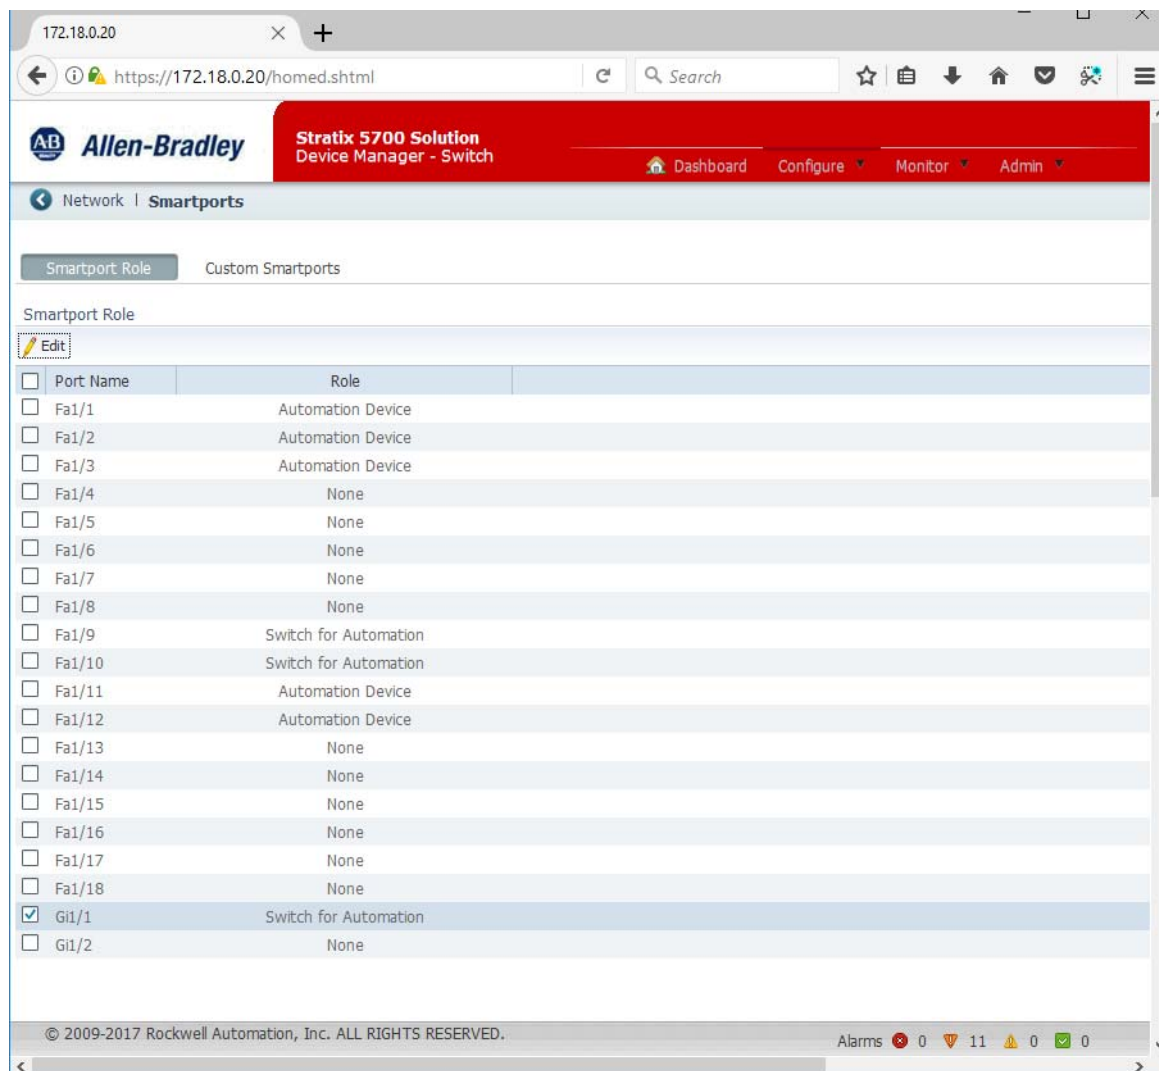 172.18.0.20
https://172.18.0.20/homed.shtml Search
AB Allen-Bradley
Stratix 5700 Solution
Device Manager - Switch
Dashboard Configure Monitor Admin
Network | Smartports
Smartport Role Custom Smartports
Smartport Role
Edit
Port Name Role
Fa1/1 Automation Device
Fa1/2 Automation Device
Fa1/3 Automation Device
Fa1/4 None
Fa1/5 None
Fa1/6 None
Fa1/7 None
Fa1/8 None
Fa1/9 Switch for Automation
Fa1/10 Switch for Automation
Fa1/11 Automation Device
Fa1/12 Automation Device
Fa1/13 None
Fa1/14 None
Fa1/15 None
Fa1/16 None
Fa1/17 None
Fa1/18 None
Gi1/1 Switch for Automation
Gi1/2 None
© 2009-2017 Rockwell Automation, Inc. ALL RIGHTS RESERVED.
Alarms 0 11 0 0